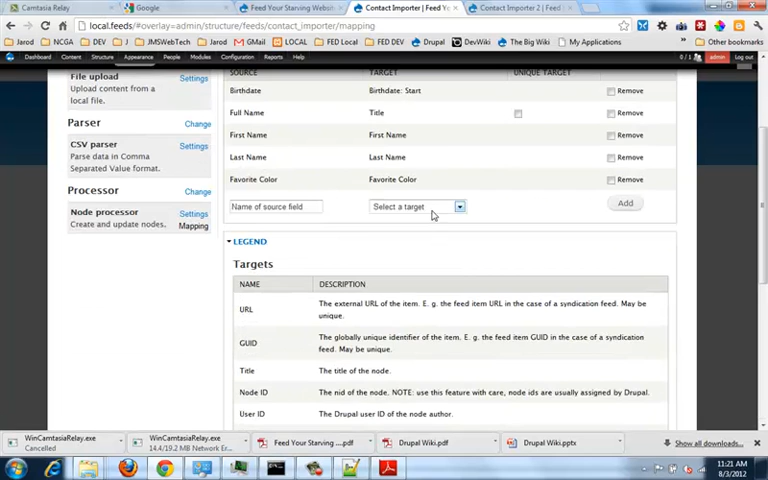 Camtasia Relay
Google
Feed Your Starving Websit
Contact Importer | Feed Yo
Contact Importer 2 | Feed
local.feeds/#overlay=admin/structure/feeds/contact_importer/mapping
Apps
Jarod
NCGA
DEV
J
JMSWebTech
GMail
LOCAL
FED Local
FED DEV
Drupal
DevWiki
The Big Wiki
My Applications
Other bookmarks
Dashboard
Content
Structure
Appearance
People
Modules
Configuration
Reports
Help
0 / 1
admin
Log out
File upload
Settings
Upload content from a
local file.
Parser
Change
CSV parser
Settings
Parse data in Comma
Separated Value format.
Processor
Change
Node processor
Settings
Create and update nodes.
Mapping
SOURCE
TARGET
UNIQUE TARGET
Birthdate
Birthdate: Start
Remove
Full Name
Title
Remove
First Name
First Name
Remove
Last Name
Last Name
Remove
Favorite Color
Favorite Color
Remove
Name of source field
Select a target
Add
LEGEND
Targets
NAME
DESCRIPTION
URL
The external URL of the item. E. g. the feed item URL in the case of a syndication feed. May be
unique.
GUID
The globally unique identifier of the item. E. g. the feed item GUID in the case of a syndication
feed. May be unique.
Title
The title of the node.
Node ID
The nid of the node. NOTE: use this feature with care, node ids are usually assigned by Drupal.
User ID
The Drupal user ID of the node author.
WinCamtasiaRelay.exe
Cancelled
WinCamtasiaRelay.exe
14.4/19.2 MB Network Er...
Feed Your Starving ....pdf
Drupal Wiki.pdf
Drupal Wiki.pptx
Show all downloads...
11:21 AM
8/3/2012